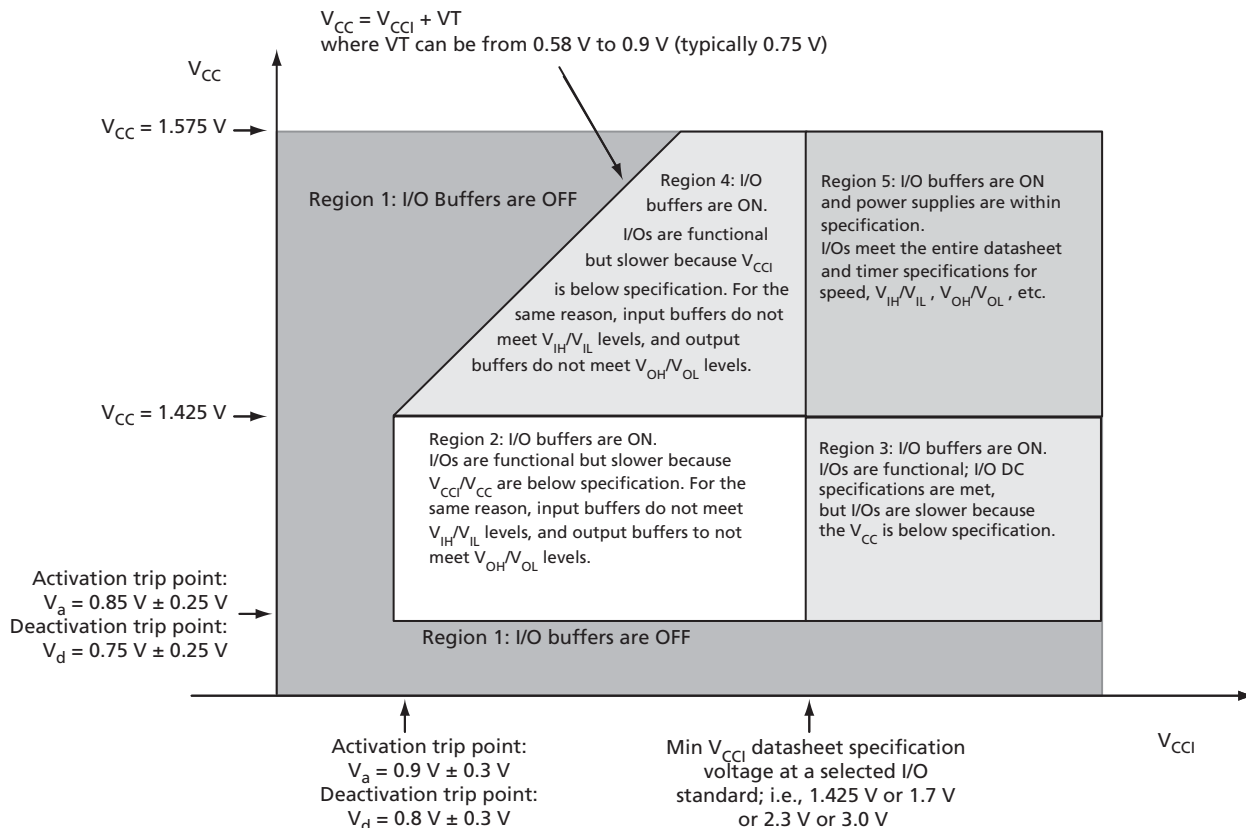 V_CC = V_CCI + VT
where VT can be from 0.58 V to 0.9 V (typically 0.75 V)
V_CC
V_CC = 1.575 V
Region 1: I/O Buffers are OFF
Region 4: I/O
buffers are ON.
I/Os are functional
but slower because V_CCI
is below specification. For the
same reason, input buffers do not
meet V_IH/V_IL levels, and output
buffers do not meet V_OH/V_OL levels.
Region 5: I/O buffers are ON
and power supplies are within
specification.
I/Os meet the entire datasheet
and timer specifications for
speed, V_IH/V_IL , V_OH/V_OL , etc.
V_CC = 1.425 V
Region 2: I/O buffers are ON.
I/Os are functional but slower because
V_CCI/V_CC are below specification. For the
same reason, input buffers do not meet
V_IH/V_IL levels, and output buffers to not
meet V_OH/V_OL levels.
Region 3: I/O buffers are ON.
I/Os are functional; I/O DC
specifications are met,
but I/Os are slower because
the V_CC is below specification.
Activation trip point:
V_a = 0.85 V ± 0.25 V
Deactivation trip point:
V_d = 0.75 V ± 0.25 V
Region 1: I/O buffers are OFF
Activation trip point:
V_a = 0.9 V ± 0.3 V
Deactivation trip point:
V_d = 0.8 V ± 0.3 V
Min V_CCI datasheet specification
voltage at a selected I/O
standard; i.e., 1.425 V or 1.7 V
or 2.3 V or 3.0 V
V_CCI